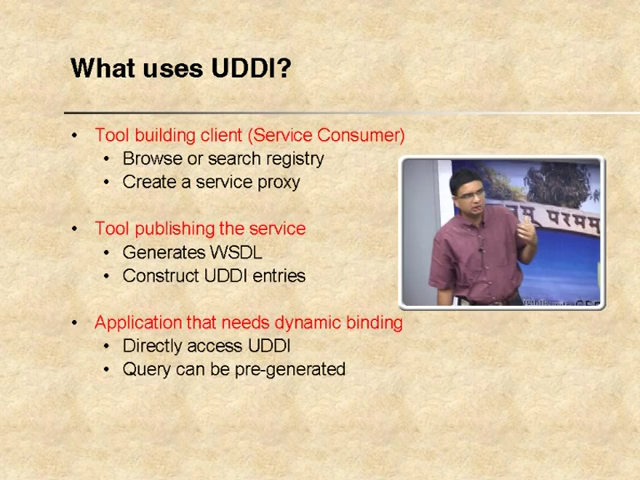 What uses UDDI?
• Tool building client (Service Consumer)
• Browse or search registry
• Create a service proxy
• Tool publishing the service
• Generates WSDL
• Construct UDDI entries
• Application that needs dynamic binding
• Directly access UDDI
• Query can be pre-generated
परमम